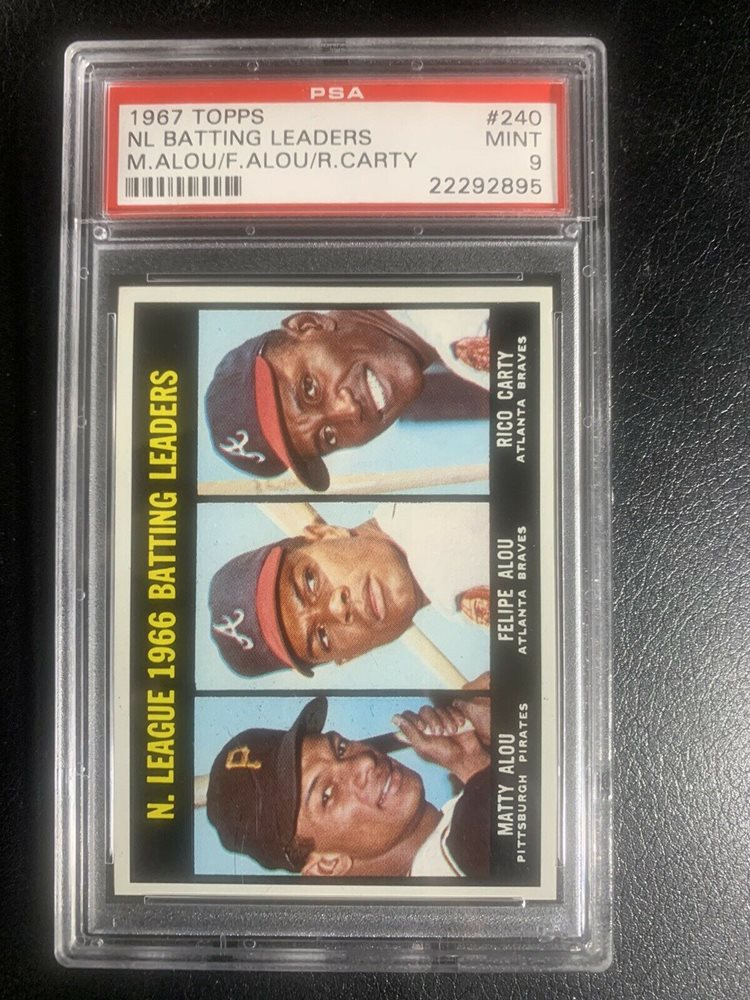 PSA
1967 TOPPS #240
NL BATTING LEADERS MINT
M.ALOU/F.ALOU/R.CARTY 9
22292895
N. LEAGUE 1966 BATTING LEADERS
P
A
A
MATTY ALOU
PITTSBURGH PIRATES
FELIPE ALOU
ATLANTA BRAVES
RICO CARTY
ATLANTA BRAVES